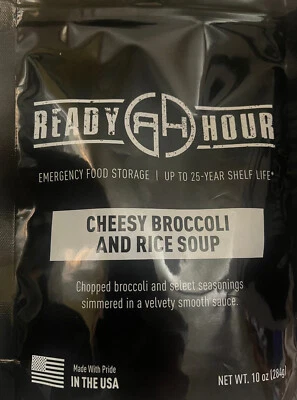 READY RH HOUR
EMERGENCY FOOD STORAGE | UP TO 25-YEAR SHELF LIFE*
CHEESY BROCCOLI
AND RICE SOUP
Chopped broccoli and select seasonings
simmered in a velvety smooth sauce.
Made With Pride
IN THE USA
NET WT. 10 oz (284g)